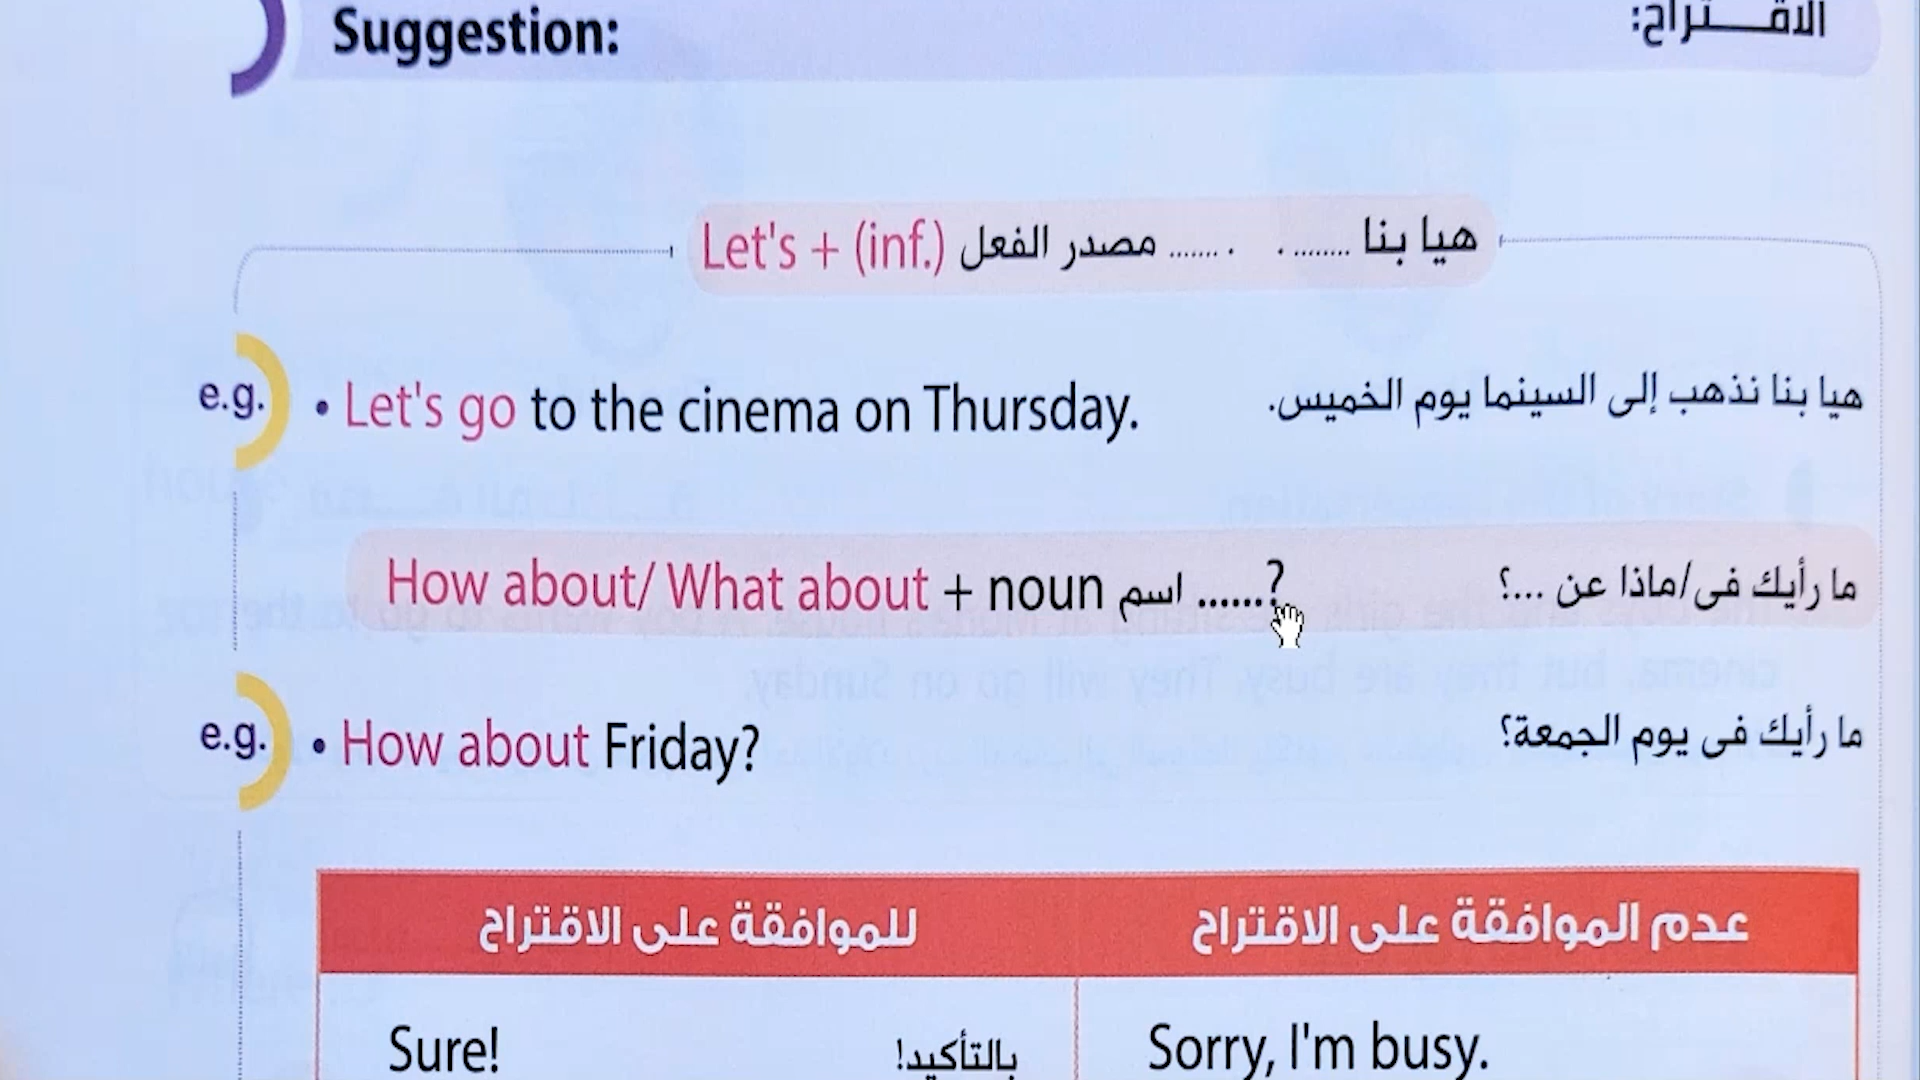 Suggestion: الاقتراح:
Let's + (inf.) مصدر الفعل ....... . . ........ هيا بنا
e.g. • Let's go to the cinema on Thursday. هيا بنا نذهب إلى السينما يوم الخميس.
How about/ What about + noun اسم ......? ما رأيك فى/ماذا عن ...؟
e.g. • How about Friday? ما رأيك فى يوم الجمعة؟
للموافقة على الاقتراح عدم الموافقة على الاقتراح
Sure! بالتأكيد! Sorry, I'm busy.